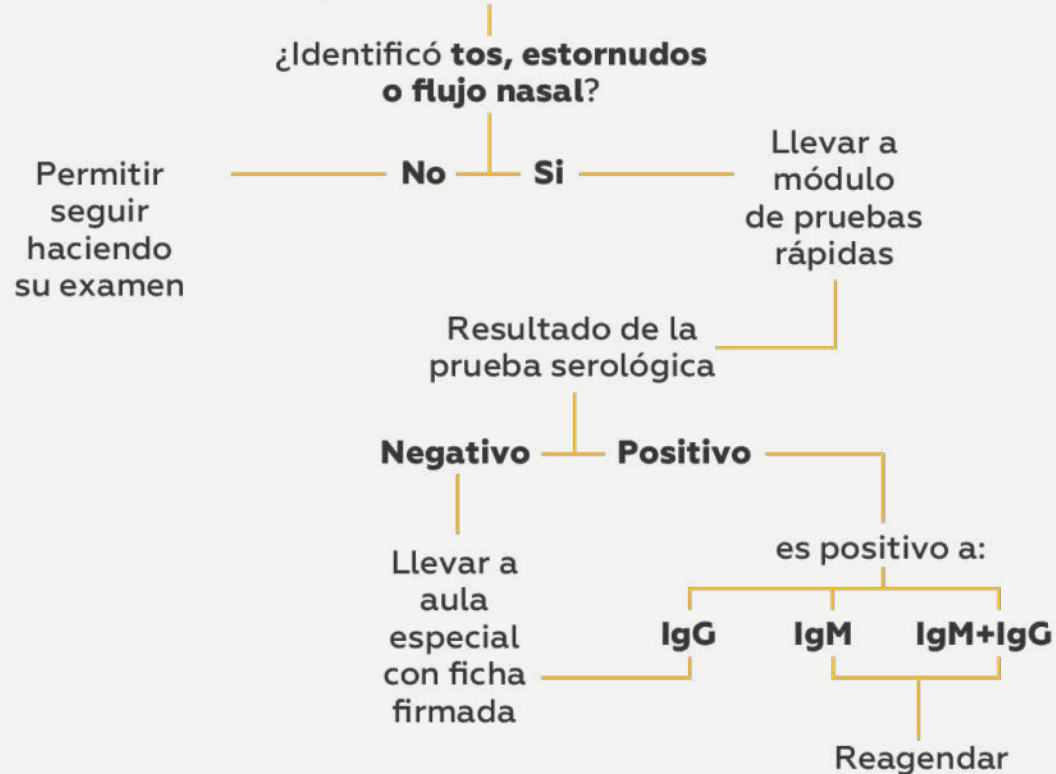 ¿Identificó tos, estornudos
o flujo nasal?
No
Si
Permitir
seguir
haciendo
su examen
Llevar a
módulo
de pruebas
rápidas
Resultado de la
prueba serológica
Negativo
Positivo
Llevar a
aula
especial
con ficha
firmada
es positivo a:
IgG
IgM
IgM+IgG
Reagendar